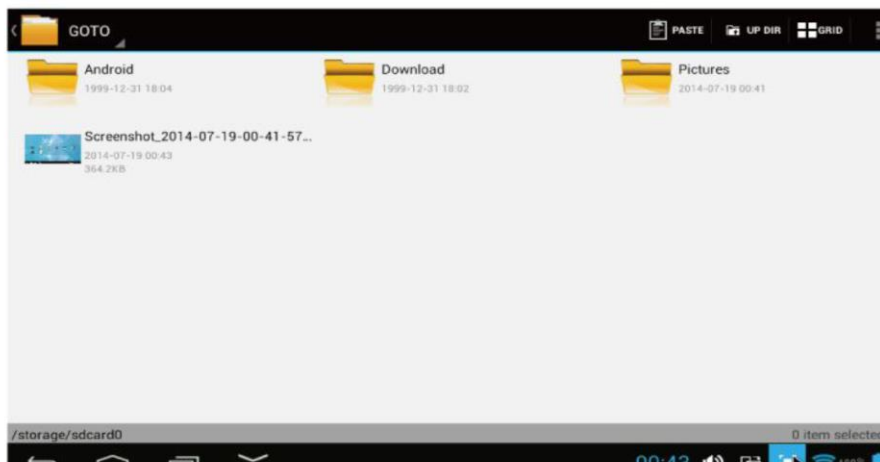 GOTO
PASTE
UP DIR
GRID
Android
1999-12-31 18:04
Download
1999-12-31 18:02
Pictures
2014-07-19 00:41
Screenshot_2014-07-19-00-41-57...
2014-07-19 00:43
364.2KB
/storage/sdcard0
0 item selected
00:43